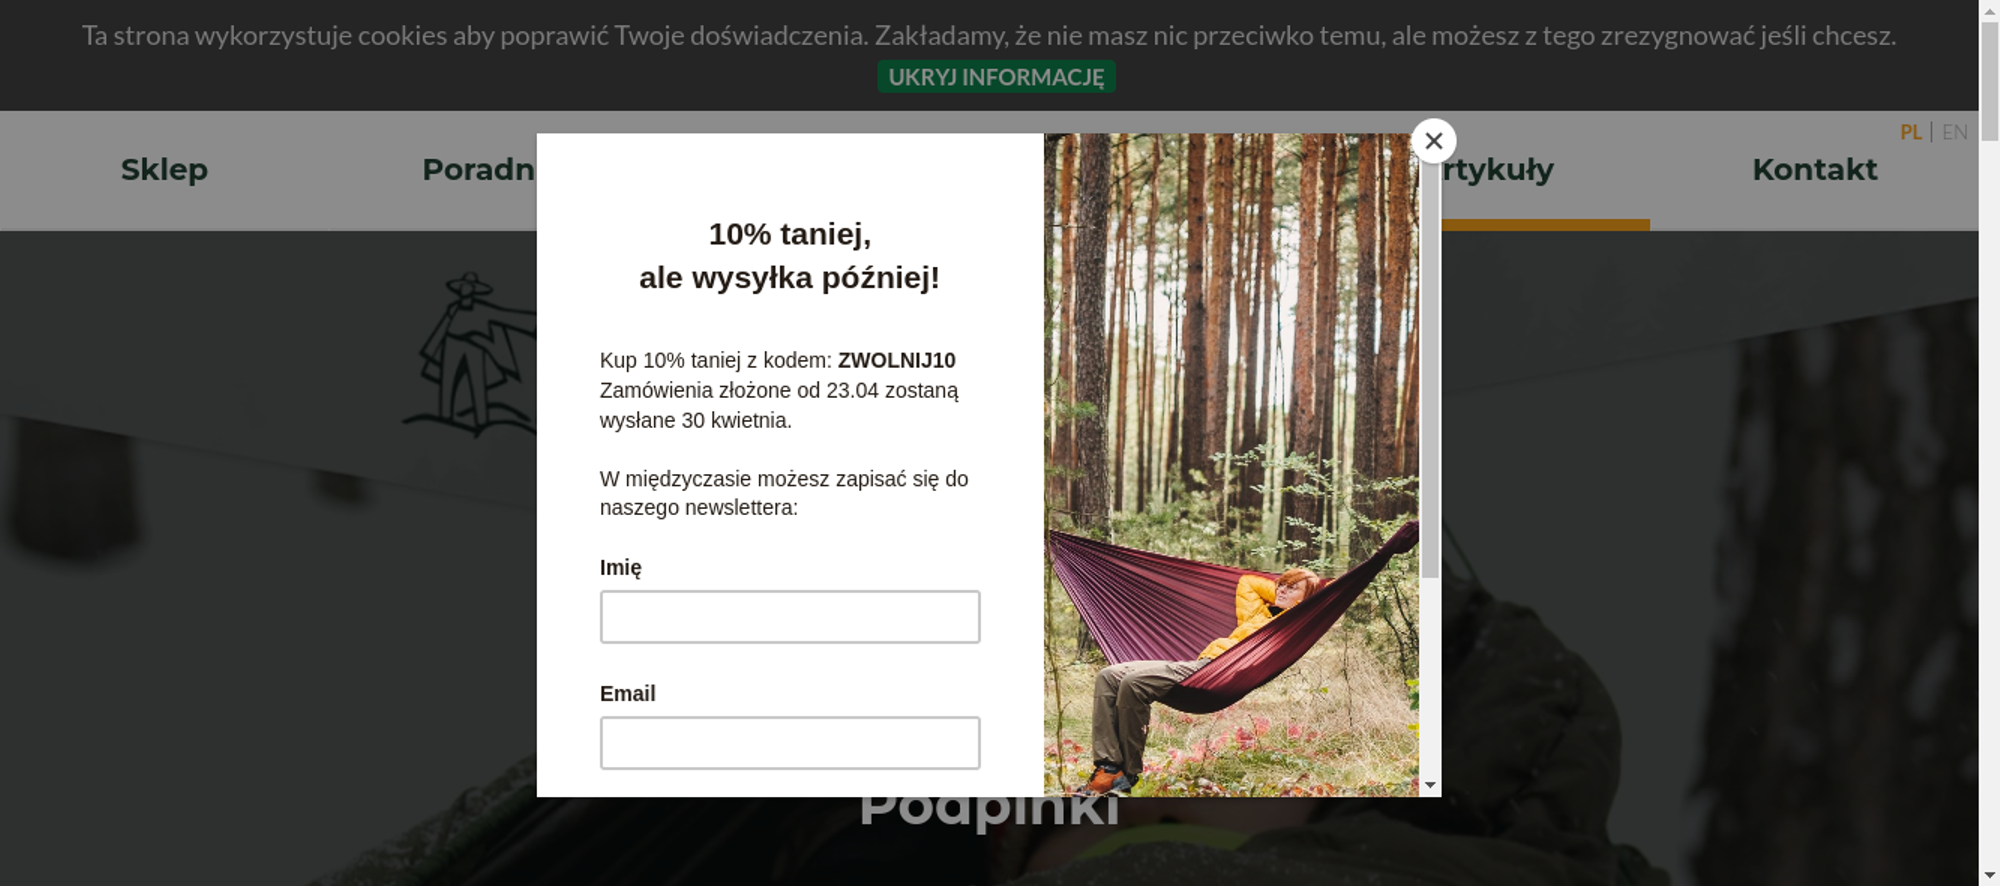 Ta strona wykorzystuje cookies aby poprawić Twoje doświadczenia. Zakładamy, że nie masz nic przeciwko temu, ale możesz z tego zrezygnować jeśli chcesz.
UKRYJ INFORMACJĘ
PL | EN
Sklep
Poradn
rtykuły
Kontakt
10% taniej,
ale wysyłka później!
Kup 10% taniej z kodem: ZWOLNIJ10
Zamówienia złożone od 23.04 zostaną
wysłane 30 kwietnia.
W międzyczasie możesz zapisać się do
naszego newslettera:
Imię
Email
Podpinki